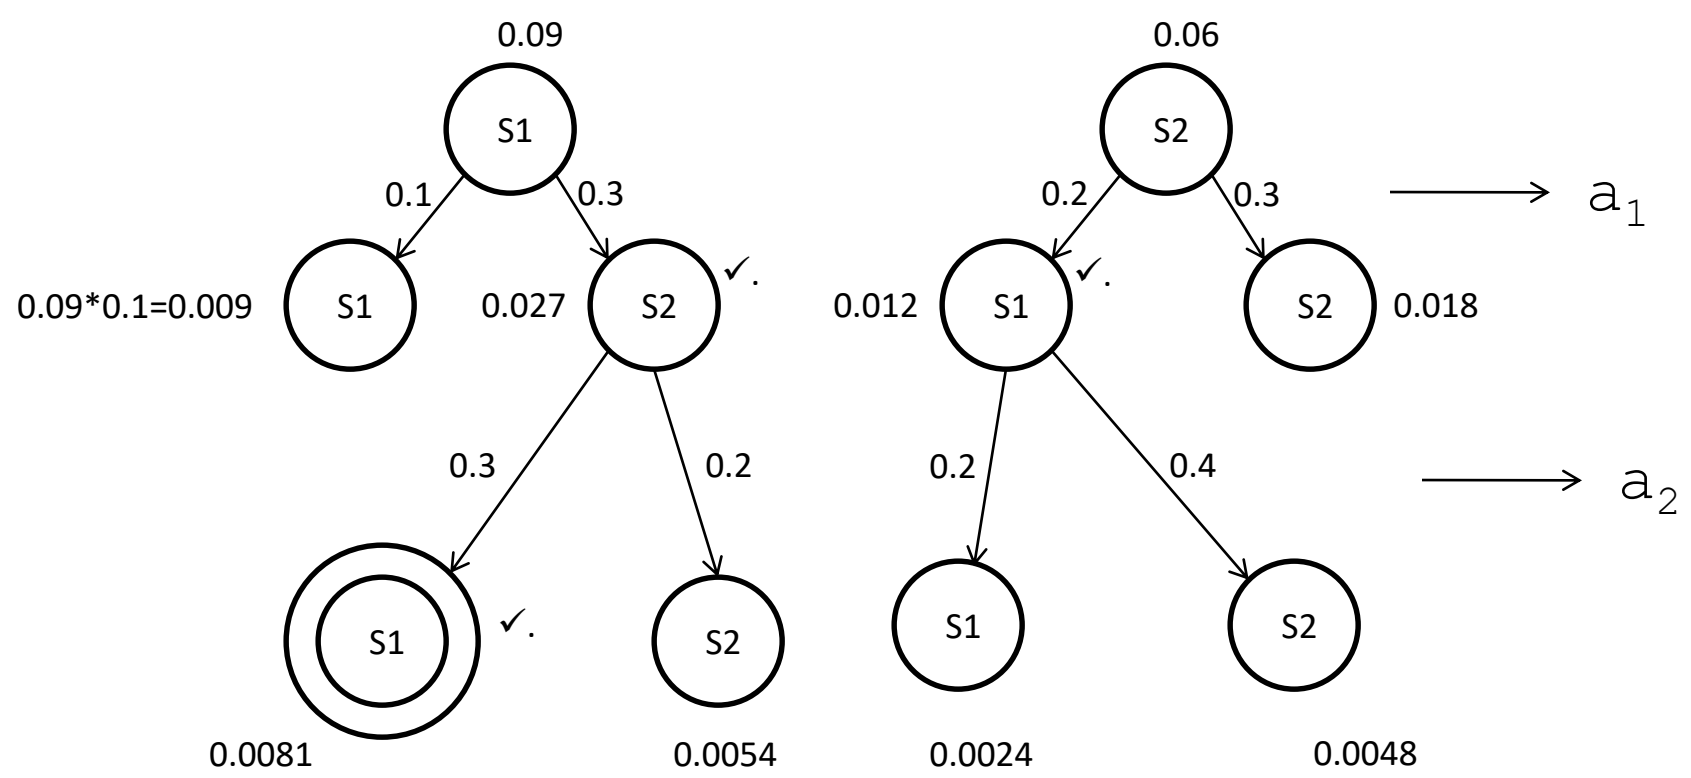 0.09 0.06
S1 S2
0.1 0.3 0.2 0.3 a₁
✓. ✓.
0.09*0.1=0.009 S1 0.027 S2 0.012 S1 S2 0.018
0.3 0.2 0.2 0.4 a₂
S1 ✓. S2 S1 S2
0.0081 0.0054 0.0024 0.0048